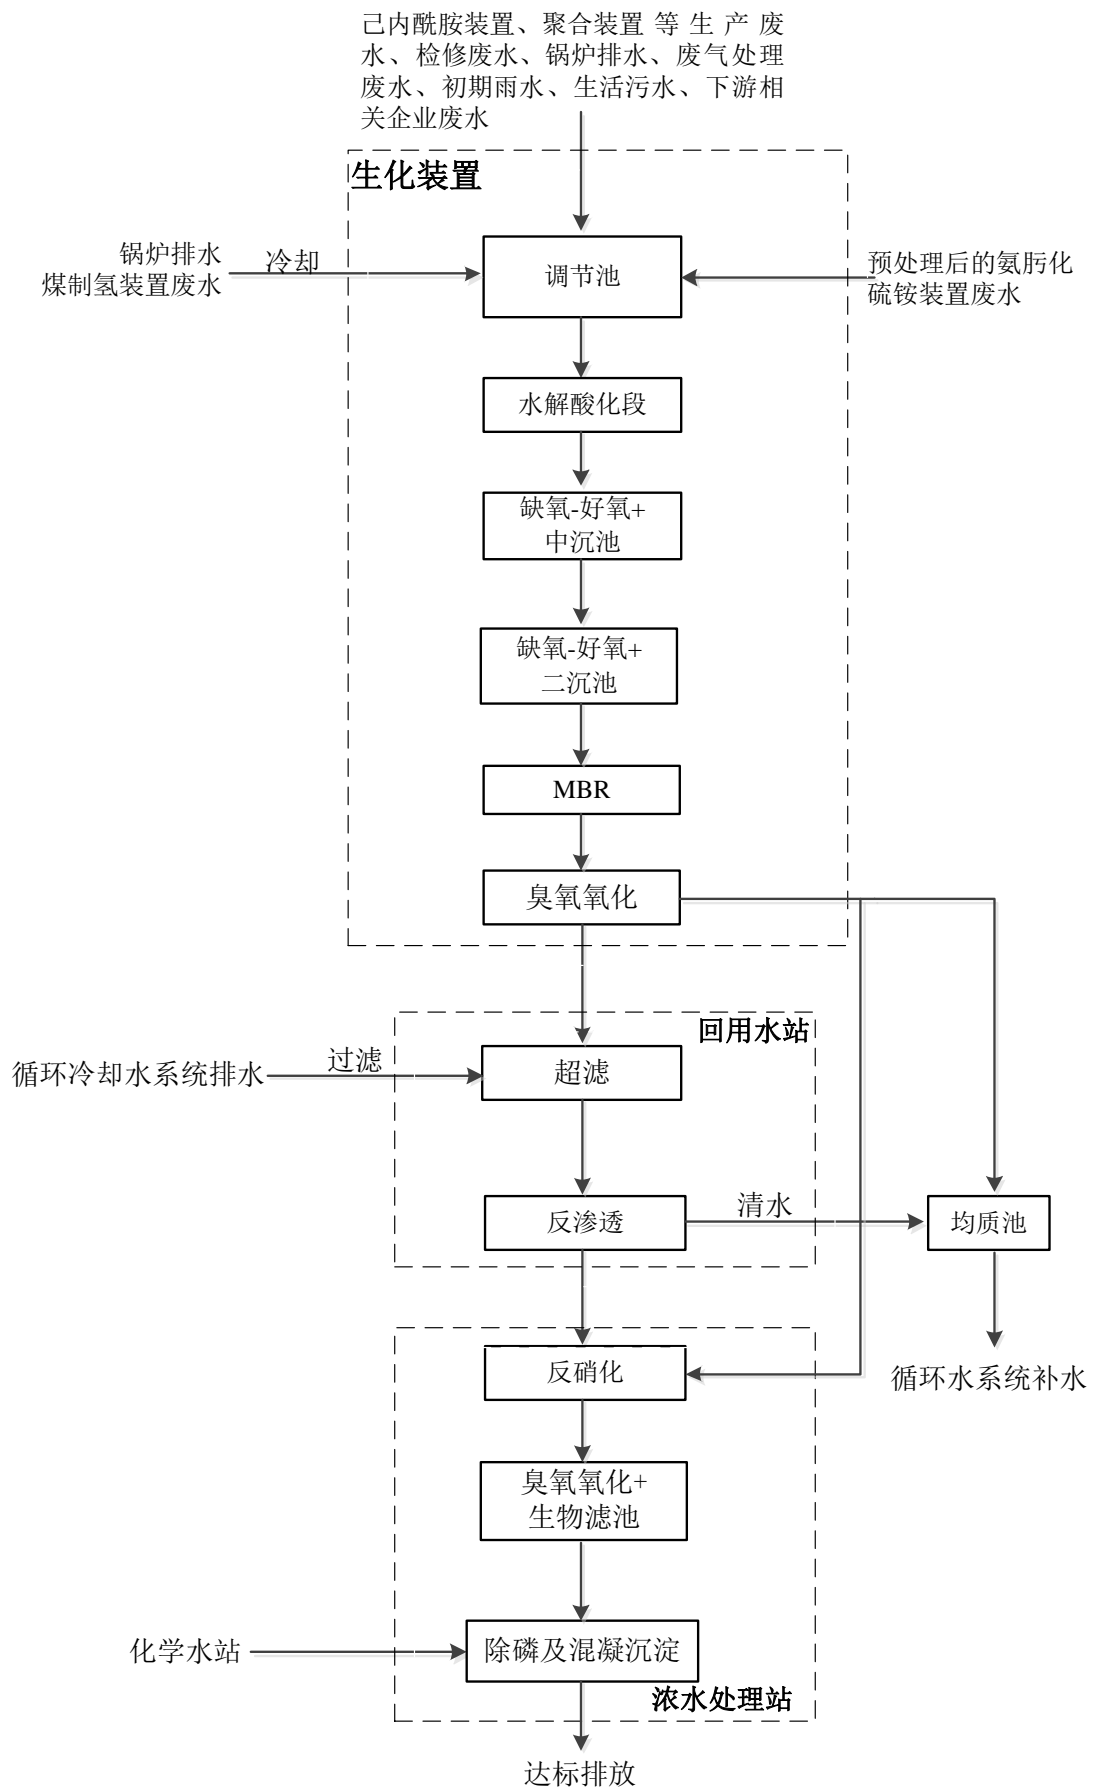 己内酰胺装置、聚合装置 等 生 产 废
水、检修废水、锅炉排水、废气处理
废水、初期雨水、生活污水、下游相
关企业废水
生化装置
锅炉排水
煤制氢装置废水
冷却
调节池
预处理后的氨肟化
硫铵装置废水
水解酸化段
缺氧-好氧+
中沉池
缺氧-好氧+
二沉池
MBR
臭氧氧化
回用水站
循环冷却水系统排水
过滤
超滤
反渗透
清水
均质池
反硝化
循环水系统补水
臭氧氧化+
生物滤池
化学水站
除磷及混凝沉淀
浓水处理站
达标排放